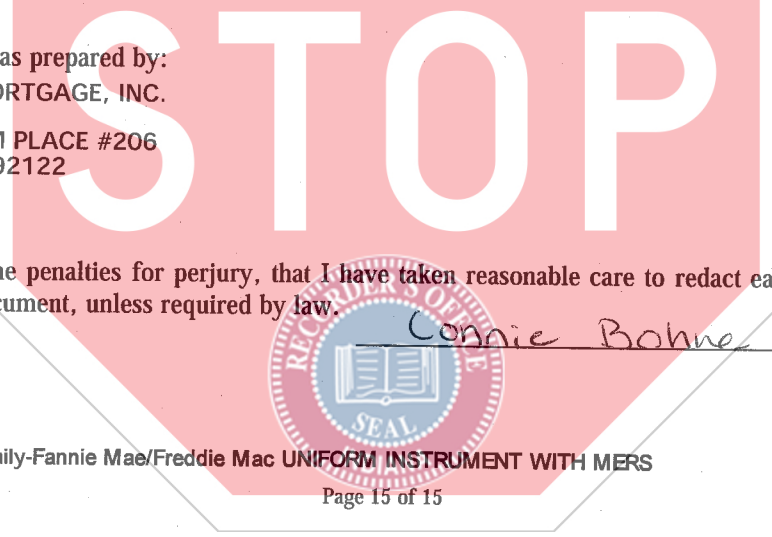 STOP
as prepared by:
ORTGAGE, INC.
PLACE #206
92122
he penalties for perjury, that I have taken reasonable care to redact ea
cument, unless required by law.
Connie Bohne
RECORDER'S OFFICE
SEAL
ily-Fannie Mae/Freddie Mac UNIFORM INSTRUMENT WITH MERS
Page 15 of 15